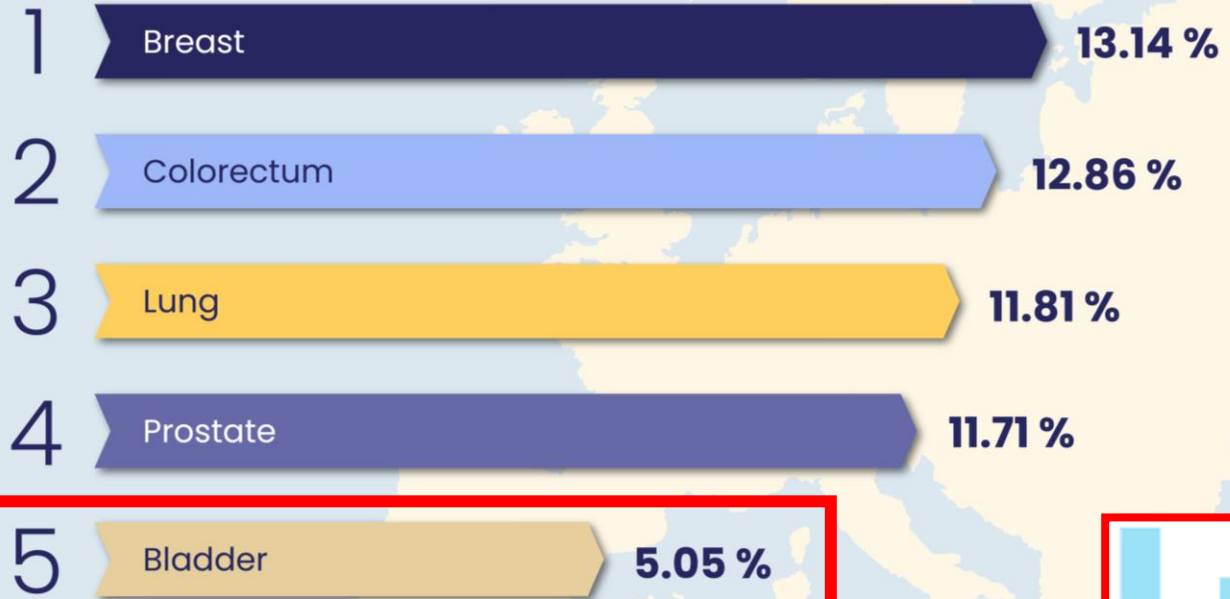 1 Breast 13.14 %
2 Colorectum 12.86 %
3 Lung 11.81 %
4 Prostate 11.71 %
5 Bladder 5.05 %